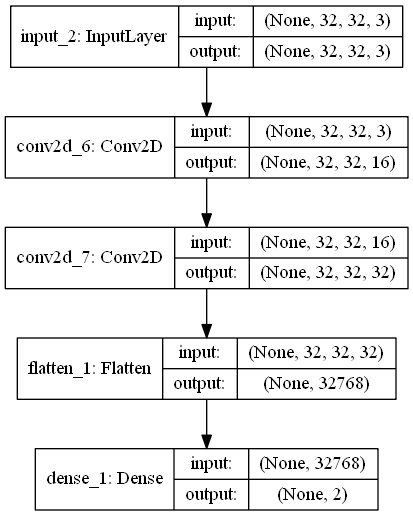 input_2: InputLayer
input: (None, 32, 32, 3)
output: (None, 32, 32, 3)
conv2d_6: Conv2D
input: (None, 32, 32, 3)
output: (None, 32, 32, 16)
conv2d_7: Conv2D
input: (None, 32, 32, 16)
output: (None, 32, 32, 32)
flatten_1: Flatten
input: (None, 32, 32, 32)
output: (None, 32768)
dense_1: Dense
input: (None, 32768)
output: (None, 2)